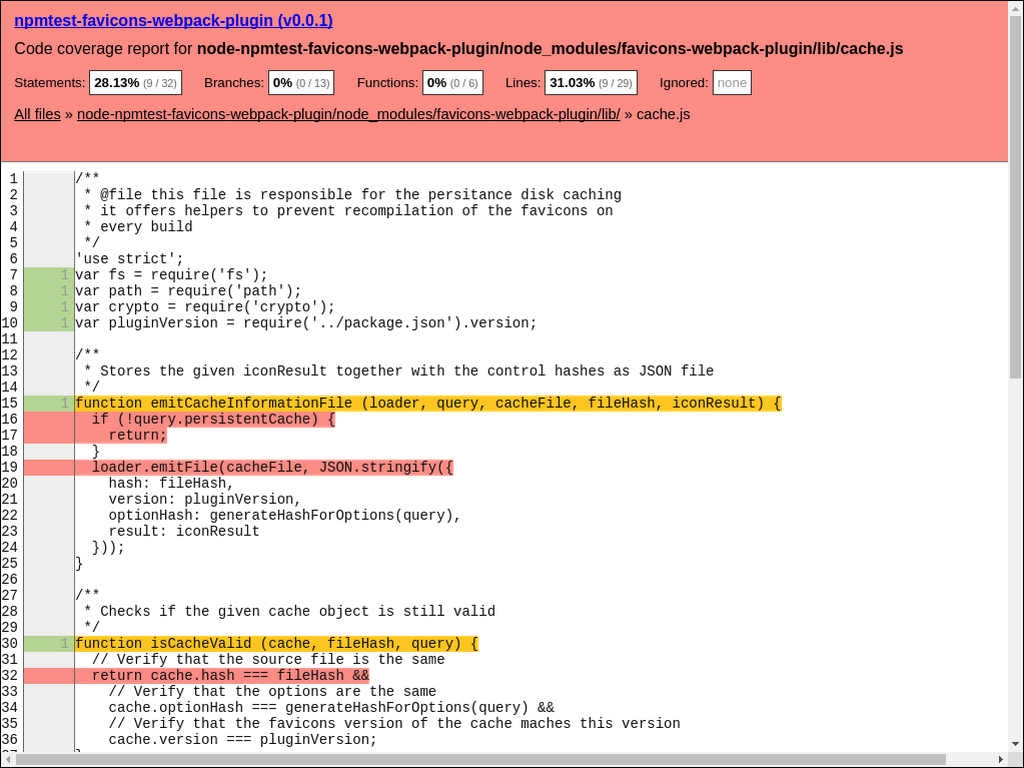 npmtest-favicons-webpack-plugin (v0.0.1)
Code coverage report for node-npmtest-favicons-webpack-plugin/node_modules/favicons-webpack-plugin/lib/cache.js
Statements: 28.13% (9 / 32) Branches: 0% (0 / 13) Functions: 0% (0 / 6) Lines: 31.03% (9 / 29) Ignored: none
All files » node-npmtest-favicons-webpack-plugin/node_modules/favicons-webpack-plugin/lib/ » cache.js
1 /**
2  * @file this file is responsible for the persitance disk caching
3  * it offers helpers to prevent recompilation of the favicons on
4  * every build
5  */
6 'use strict';
7 1 var fs = require('fs');
8 1 var path = require('path');
9 1 var crypto = require('crypto');
10 1 var pluginVersion = require('../package.json').version;
11
12 /**
13  * Stores the given iconResult together with the control hashes as JSON file
14  */
15 1 function emitCacheInformationFile (loader, query, cacheFile, fileHash, iconResult) {
16   if (!query.persistentCache) {
17     return;
18   }
19   loader.emitFile(cacheFile, JSON.stringify({
20     hash: fileHash,
21     version: pluginVersion,
22     optionHash: generateHashForOptions(query),
23     result: iconResult
24   }));
25 }
26
27 /**
28  * Checks if the given cache object is still valid
29  */
30 1 function isCacheValid (cache, fileHash, query) {
31   // Verify that the source file is the same
32   return cache.hash === fileHash &&
33     // Verify that the options are the same
34     cache.optionHash === generateHashForOptions(query) &&
35     // Verify that the favicons version of the cache maches this version
36     cache.version === pluginVersion;